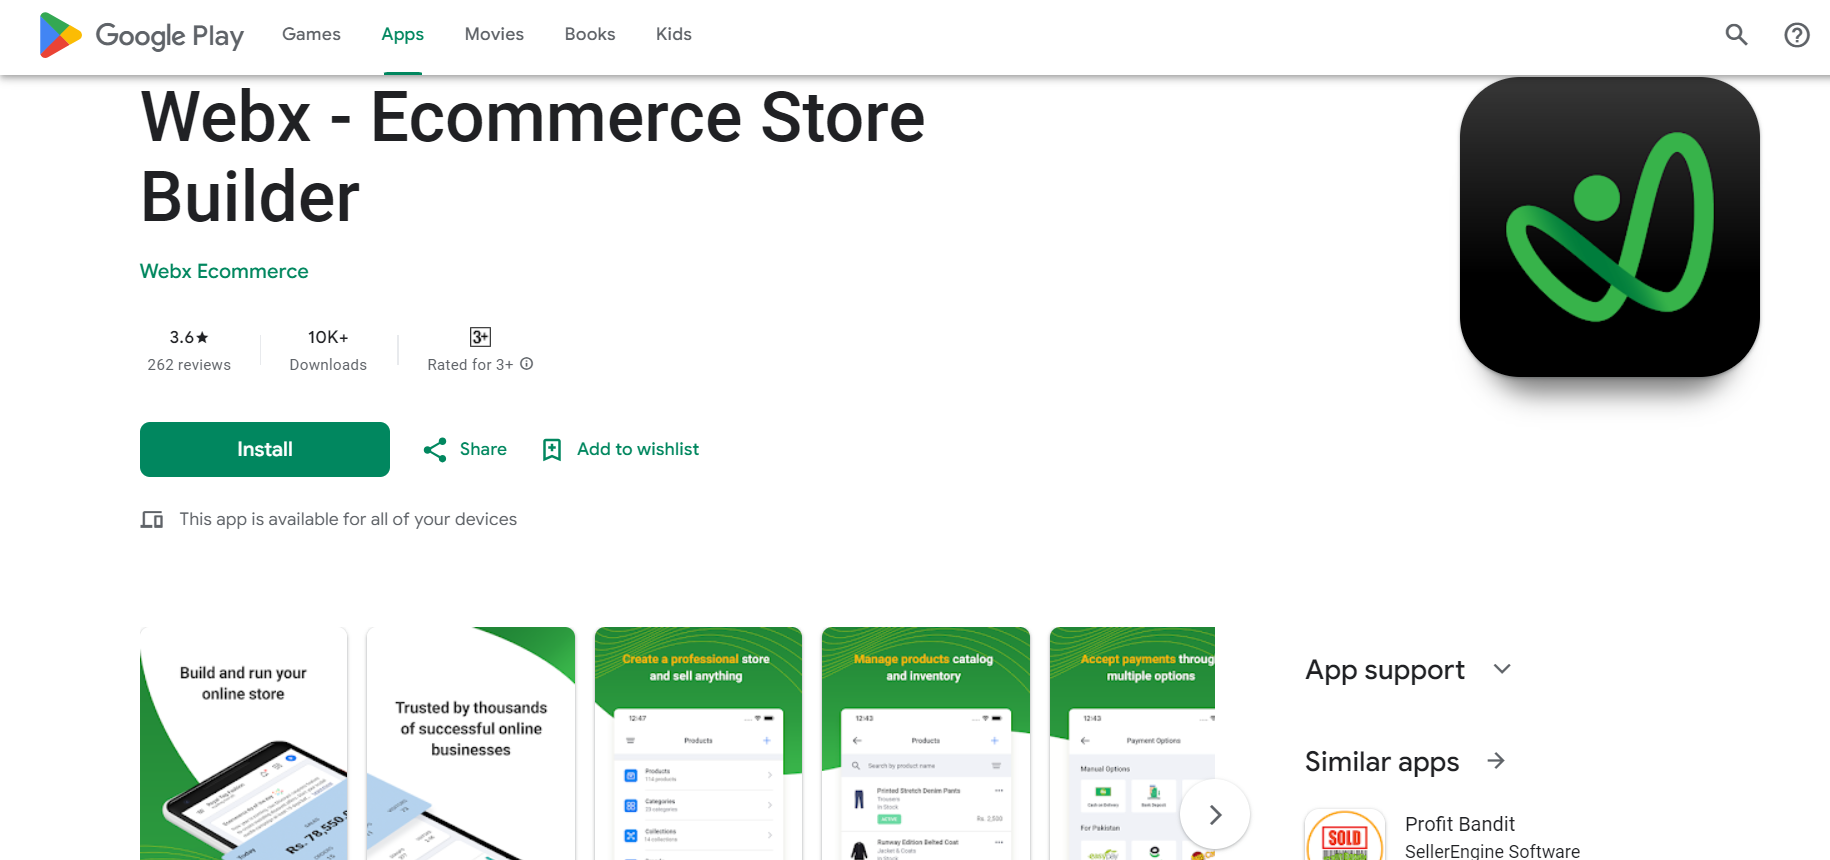 Google Play
Games
Apps
Movies
Books
Kids
Webx - Ecommerce Store
Builder
Webx Ecommerce
3.6★
262 reviews
10K+
Downloads
3+
Rated for 3+
Install
Share
Add to wishlist
This app is available for all of your devices
Build and run your
online store
Rs. 78,550.
Trusted by thousands
of successful online
businesses
Create a professional store
and sell anything
12:47
Products
Products
114 products
Categories
Collections
14 collections
Manage products catalog
and inventory
12:43
Products
Search by product name
Printed Stretch Denim Pants
Trousers
In Stock
ACTIVE
Rs. 2,530
Runway Edition Belted Coat
Jacket & Coats
In Stock
Accept payments throug
multiple options
12:43
Payment Options
Manual Options
Cash on Delivery
Bank Deposit
For Pakistan
easypay
App support
Similar apps
SOLD
Profit Bandit
SellerEngine Software